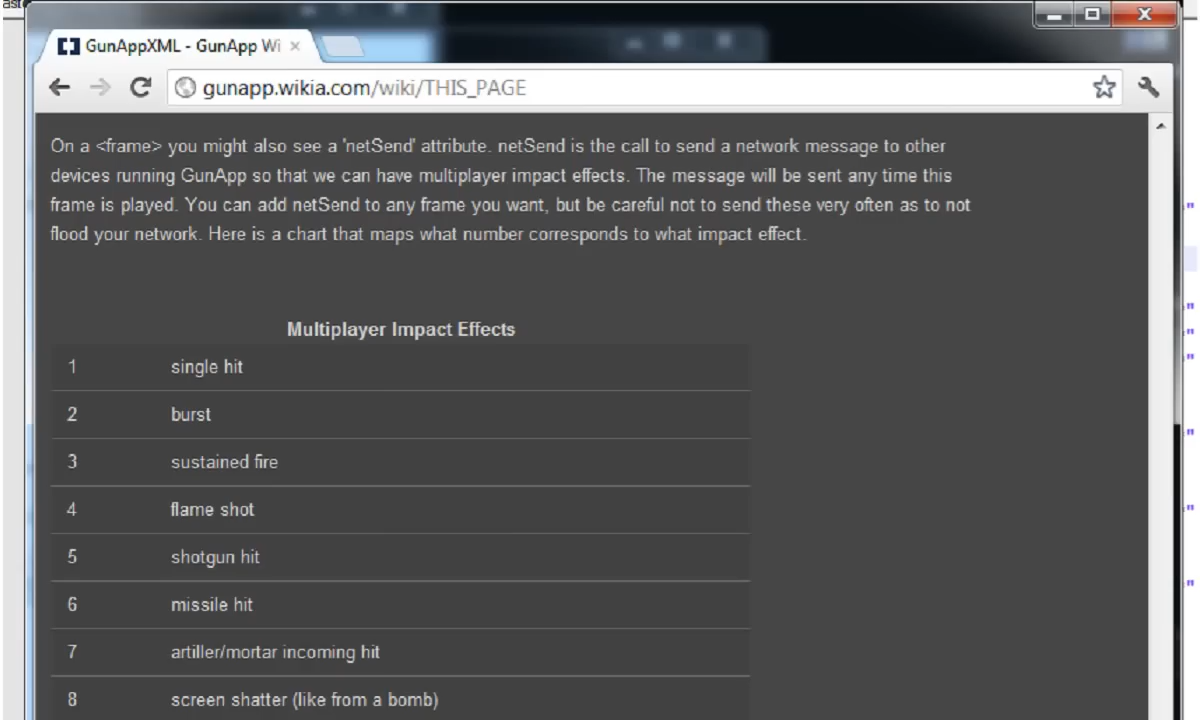 GunAppXML - GunApp Wi
gunapp.wikia.com/wiki/THIS_PAGE
On a <frame> you might also see a 'netSend' attribute. netSend is the call to send a network message to other
devices running GunApp so that we can have multiplayer impact effects. The message will be sent any time this
frame is played. You can add netSend to any frame you want, but be careful not to send these very often as to not
flood your network. Here is a chart that maps what number corresponds to what impact effect.
Multiplayer Impact Effects
1 single hit
2 burst
3 sustained fire
4 flame shot
5 shotgun hit
6 missile hit
7 artiller/mortar incoming hit
8 screen shatter (like from a bomb)